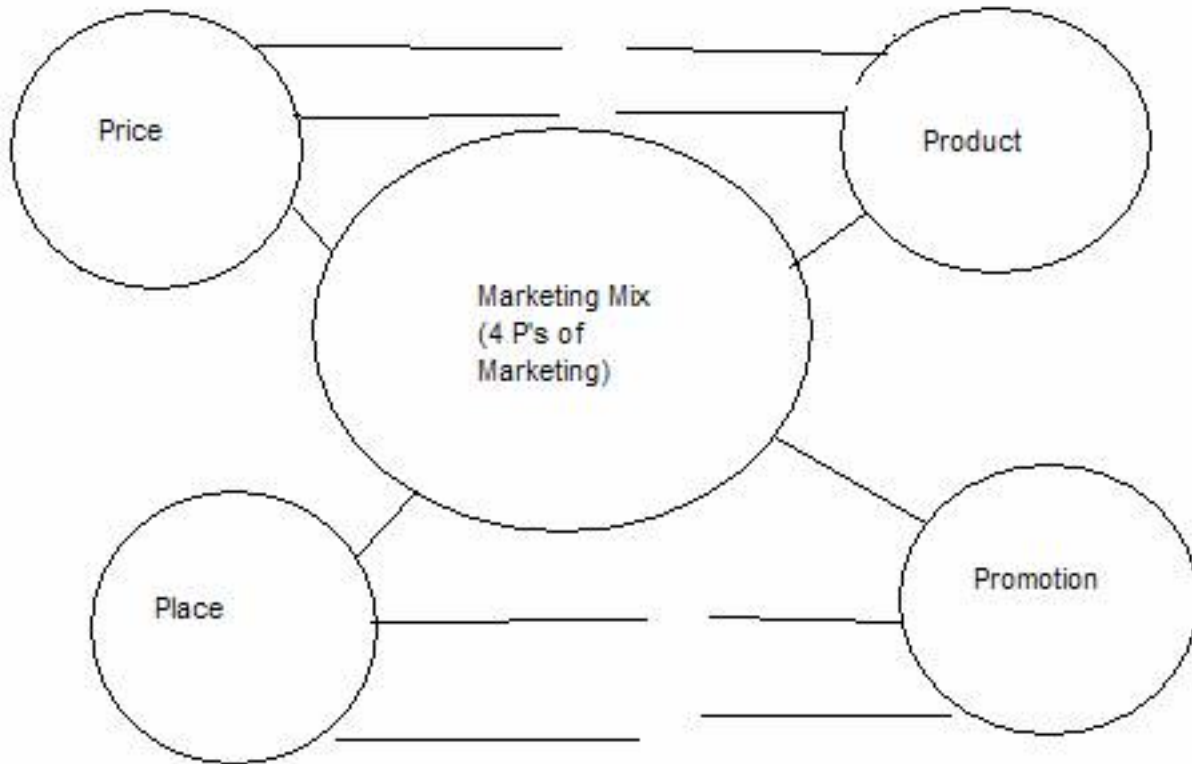 Price
Product
Marketing Mix
(4 P's of
Marketing)
Place
Promotion